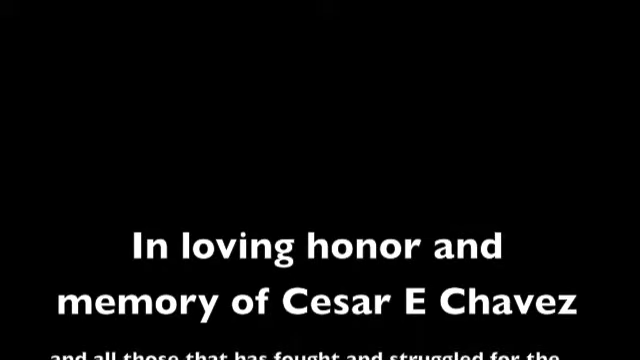 In loving honor and
memory of Cesar E Chavez
and all those that has fought and struggled for the